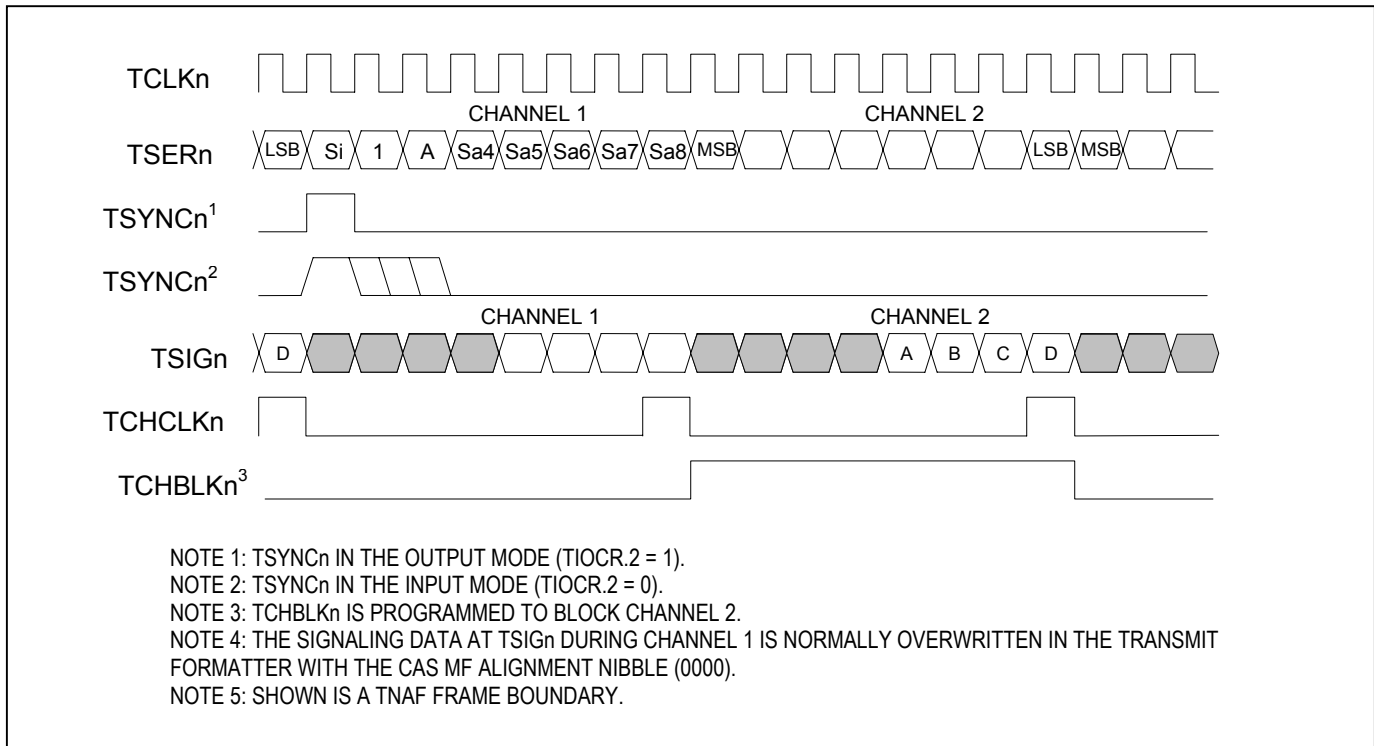 TCLKn
CHANNEL 1 CHANNEL 2
TSERn LSB Si 1 A Sa4 Sa5 Sa6 Sa7 Sa8 MSB LSB MSB
TSYNCn¹
TSYNCn²
CHANNEL 1 CHANNEL 2
TSIGn D A B C D
TCHCLKn
TCHBLKn³
NOTE 1: TSYNCn IN THE OUTPUT MODE (TIOCR.2 = 1).
NOTE 2: TSYNCn IN THE INPUT MODE (TIOCR.2 = 0).
NOTE 3: TCHBLKn IS PROGRAMMED TO BLOCK CHANNEL 2.
NOTE 4: THE SIGNALING DATA AT TSIGn DURING CHANNEL 1 IS NORMALLY OVERWRITTEN IN THE TRANSMIT
FORMATTER WITH THE CAS MF ALIGNMENT NIBBLE (0000).
NOTE 5: SHOWN IS A TNAF FRAME BOUNDARY.